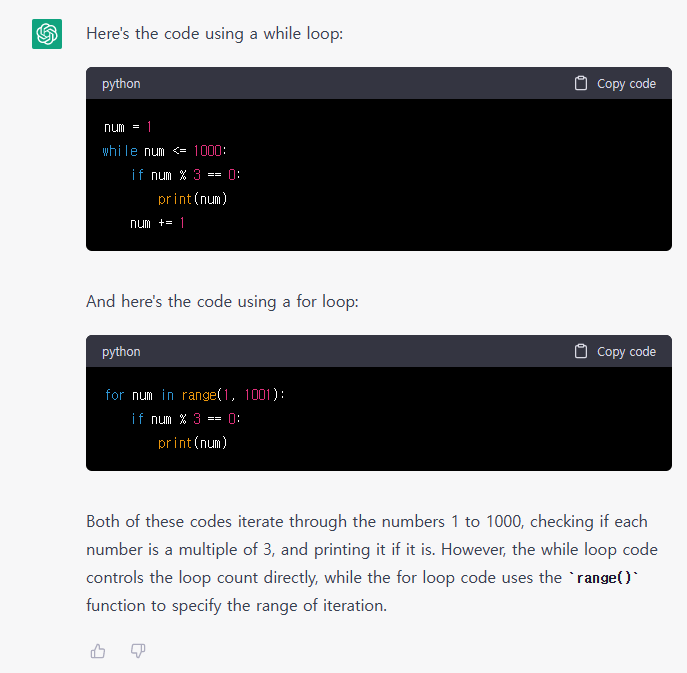 Here's the code using a while loop:
python Copy code
num = 1
while num <= 1000:
    if num % 3 == 0:
        print(num)
    num += 1
And here's the code using a for loop:
python Copy code
for num in range(1, 1001):
    if num % 3 == 0:
        print(num)
Both of these codes iterate through the numbers 1 to 1000, checking if each
number is a multiple of 3, and printing it if it is. However, the while loop code
controls the loop count directly, while the for loop code uses the `range()`
function to specify the range of iteration.